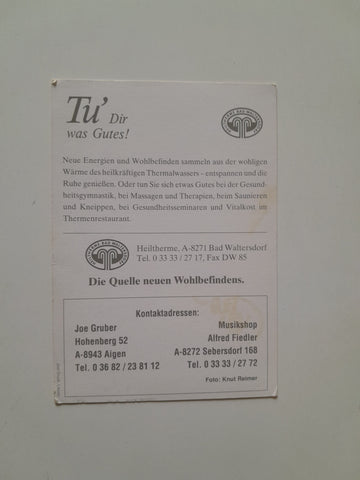 Tu' Dir
was Gutes!
Neue Energien und Wohlbefinden sammeln aus der wohligen
Wärme des heilkräftigen Thermalwassers – entspannen und die
Ruhe genießen. Oder tun Sie sich etwas Gutes bei der Gesund-
heitsgymnastik, bei Massagen und Therapien, beim Saunieren
und Kneippen, bei Gesundheitsseminaren und Vitalkost im
Thermenrestaurant.
Heiltherme, A-8271 Bad Waltersdorf
Tel. 0 33 33 / 27 17, Fax DW 85
Die Quelle neuen Wohlbefindens.
Kontaktadressen:
Joe Gruber
Hohenberg 52
A-8943 Aigen
Tel. 0 36 82 / 23 81 12
Musikshop
Alfred Fiedler
A-8272 Sebersdorf 168
Tel. 0 33 33 / 27 72
Foto: Knut Reimer